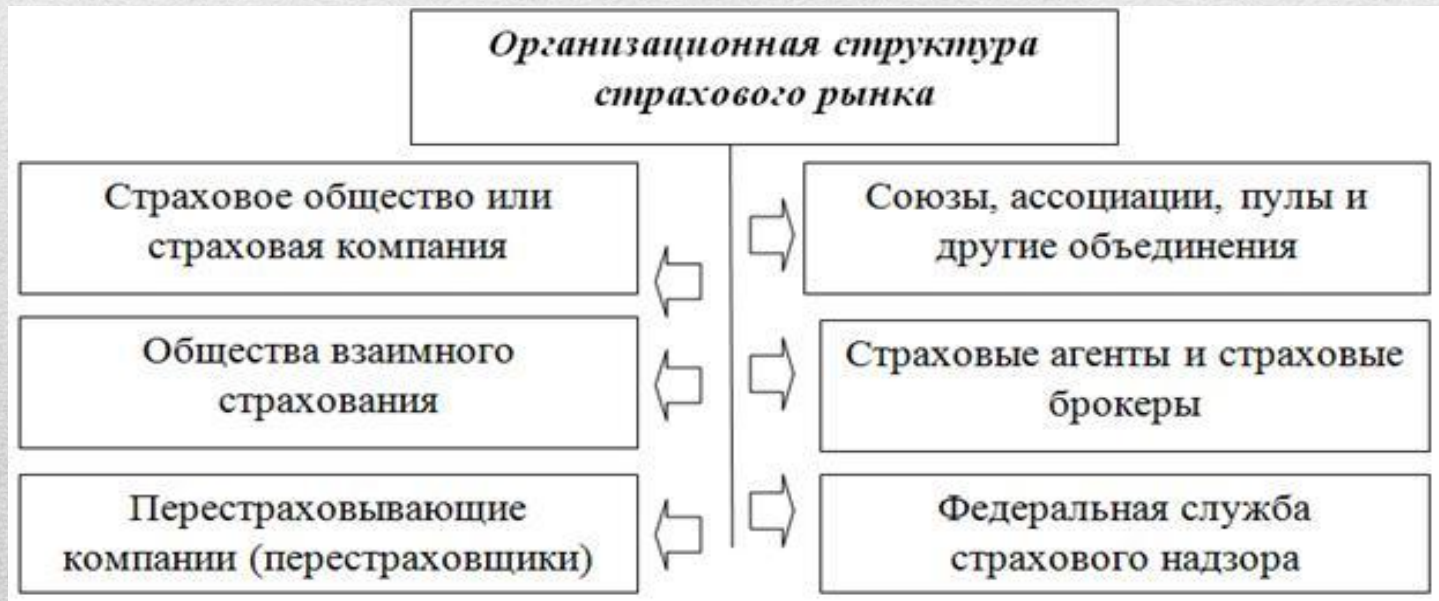 Организационная структура
страхового рынка
Страховое общество или
страховая компания
Союзы, ассоциации, пулы и
другие объединения
Общества взаимного
страхования
Страховые агенты и страховые
брокеры
Перестраховывающие
компании (перестраховщики)
Федеральная служба
страхового надзора